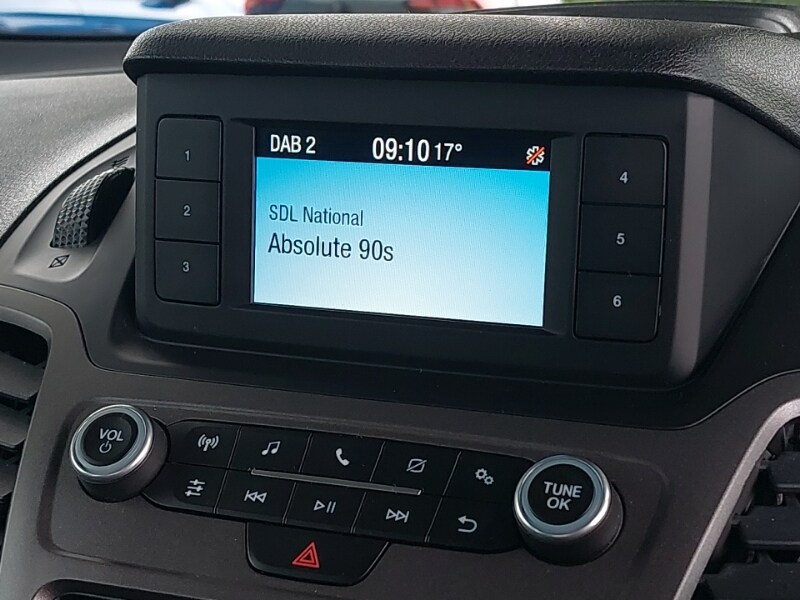 DAB 2 09:10 17°
SDL National
Absolute 90s
1
2
3
4
5
6
VOL
TUNE
OK